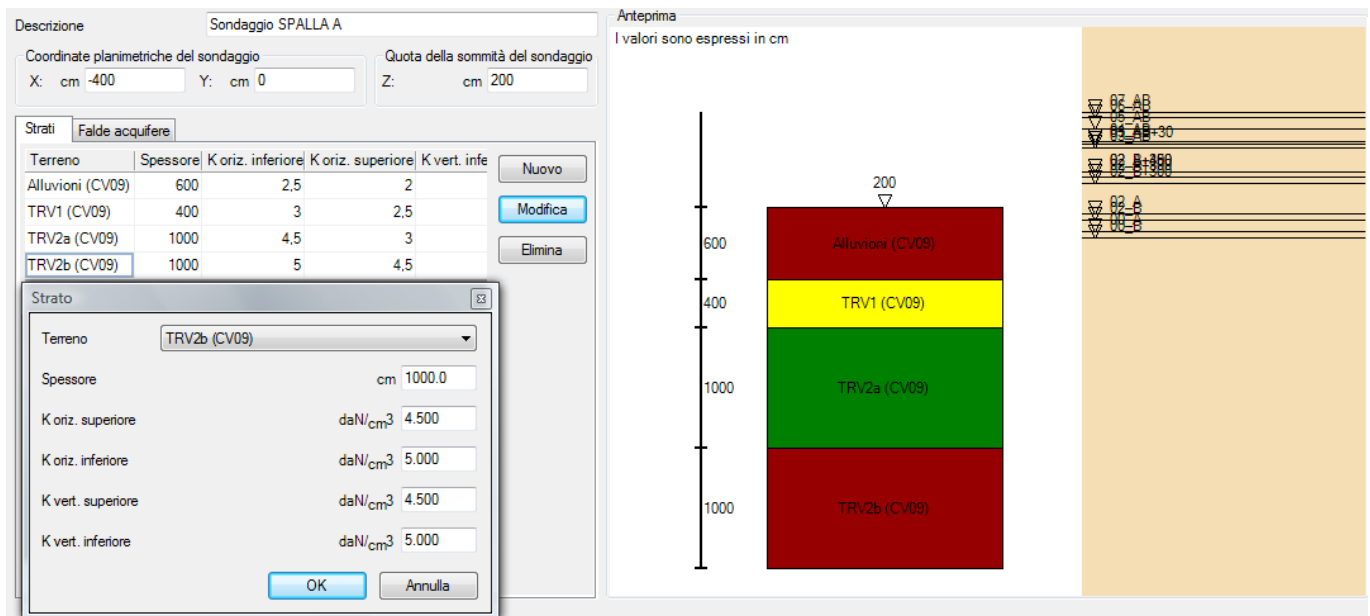 Descrizione
Sondaggio SPALLA A
Coordinate planimetriche del sondaggio
X: cm -400 Y: cm 0
Quota della sommità del sondaggio
Z: cm 200
Strati Falde acquifere
Terreno Spessore K oriz. inferiore K oriz. superiore K vert. infe
Alluvioni (CV09) 600 2,5 2
TRV1 (CV09) 400 3 2,5
TRV2a (CV09) 1000 4,5 3
TRV2b (CV09) 1000 5 4,5
Nuovo
Modifica
Elimina
Strato
Terreno TRV2b (CV09)
Spessore cm 1000.0
K oriz. superiore daN/cm3 4.500
K oriz. inferiore daN/cm3 5.000
K vert. superiore daN/cm3 4.500
K vert. inferiore daN/cm3 5.000
OK Annulla
Anteprima
I valori sono espressi in cm
200
600 Alluvioni (CV09)
400 TRV1 (CV09)
1000 TRV2a (CV09)
1000 TRV2b (CV09)
02_A
00_B